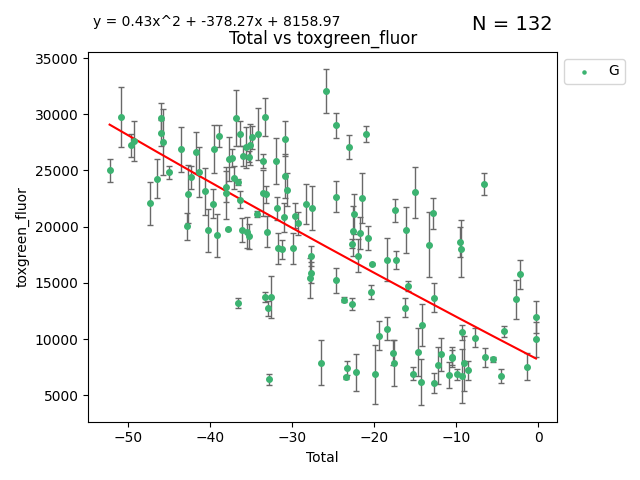 y = 0.43x^2 + -378.27x + 8158.97
N = 132
Total vs toxgreen_fluor
G
35000
30000
25000
20000
15000
10000
5000
toxgreen_fluor
−50 −40 −30 −20 −10 0
Total